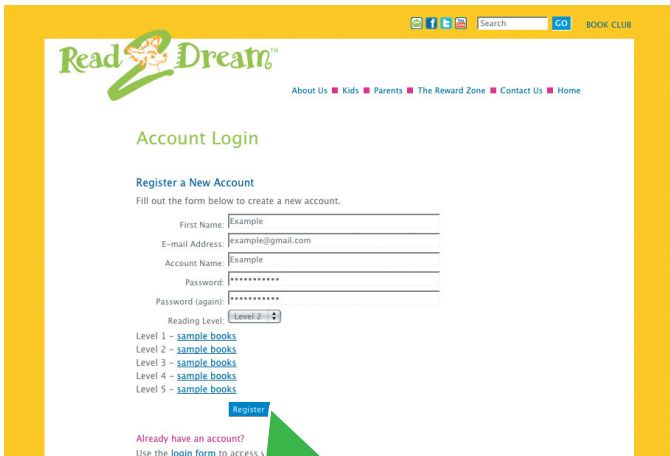 Search GO BOOK CLUB
Read 2 Dream™
About Us Kids Parents The Reward Zone Contact Us Home
Account Login
Register a New Account
Fill out the form below to create a new account.
First Name: Example
E-mail Address: example@gmail.com
Account Name: Example
Password: •••••••••••
Password (again): •••••••••••
Reading Level: Level 2
Level 1 – sample books
Level 2 – sample books
Level 3 – sample books
Level 4 – sample books
Level 5 – sample books
Register
Already have an account?
Use the login form to access